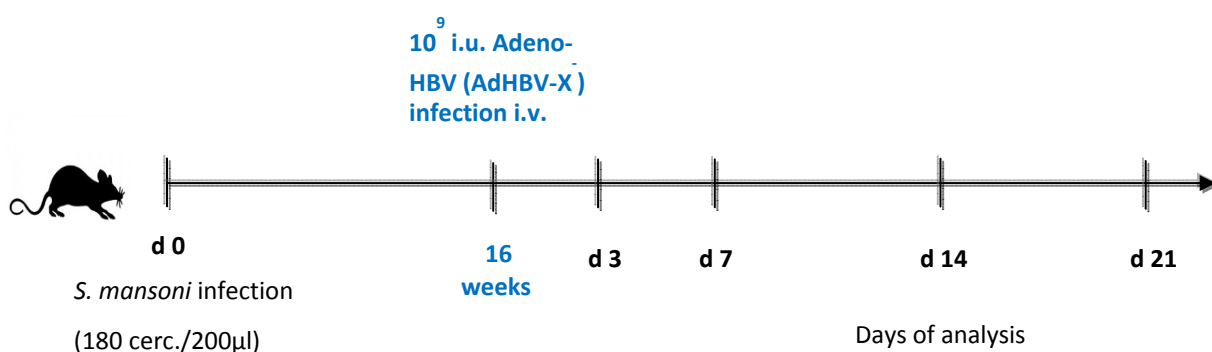 10⁹ i.u. Adeno-
HBV (AdHBV-X⁻)
infection i.v.
d 0
16
weeks
d 3
d 7
d 14
d 21
S. mansoni infection
(180 cerc./200µl)
Days of analysis